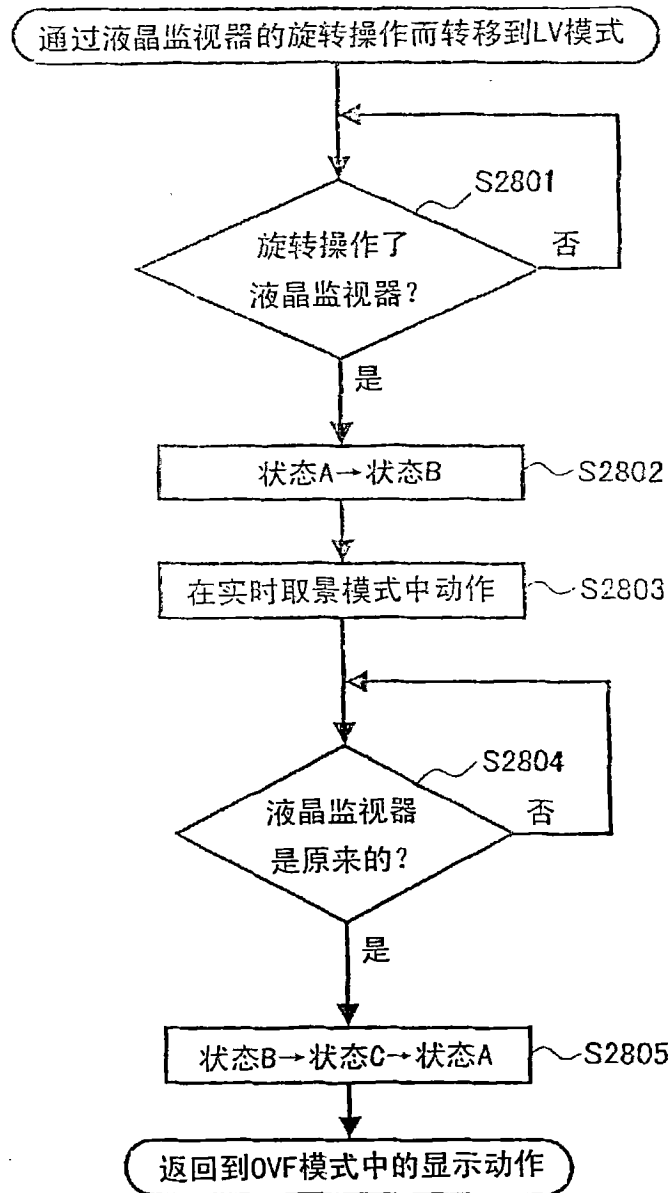 通过液晶监视器的旋转操作而转移到LV模式
S2801
旋转操作了
液晶监视器?
否
是
状态A→状态B
S2802
在实时取景模式中动作
S2803
S2804
液晶监视器
是原来的?
否
是
状态B→状态C→状态A
S2805
返回到OVF模式中的显示动作